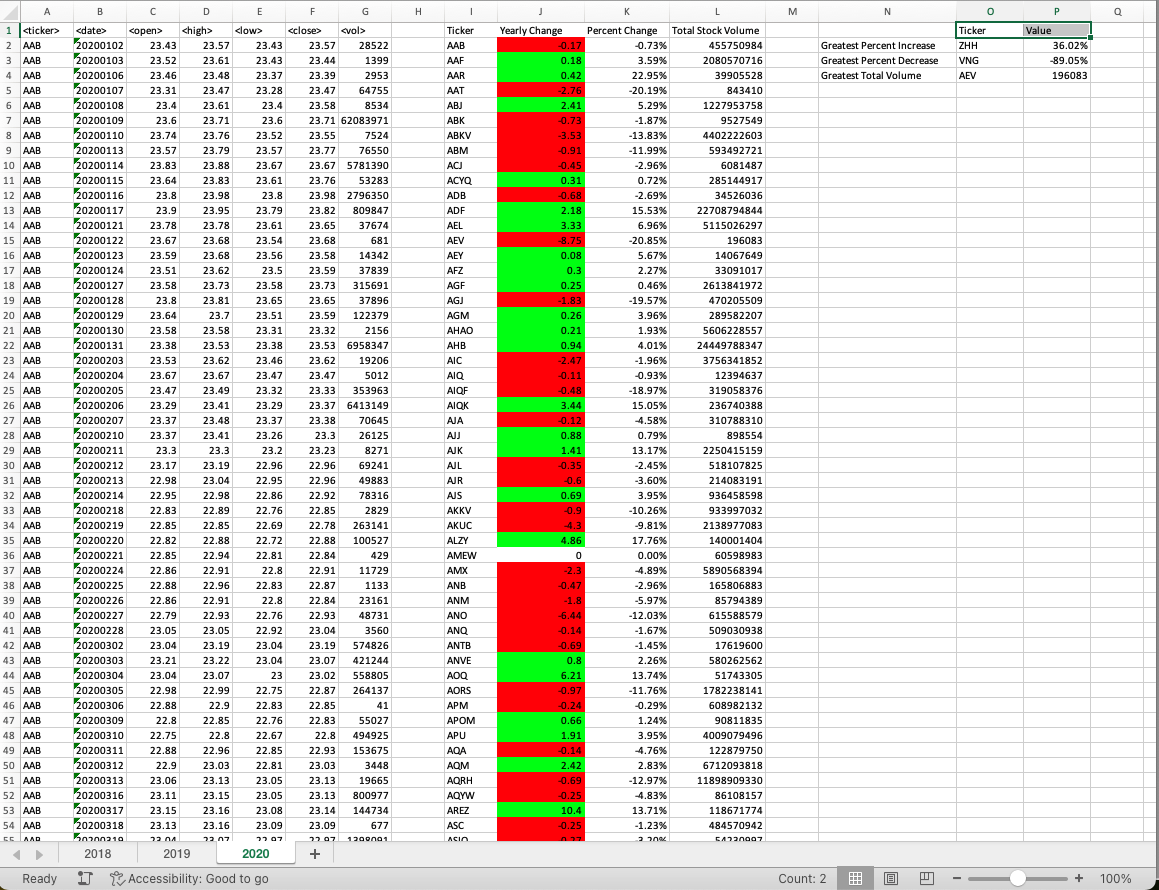 A B C D E F G H I J K L M N O P Q
1 <ticker> <date> <open> <high> <low> <close> <vol> Ticker Yearly Change Percent Change Total Stock Volume Ticker Value
2 AAB 20200102 23.43 23.57 23.43 23.57 28522 AAB -0.17 -0.73% 455750984 Greatest Percent Increase ZHH 36.02%
3 AAB 20200103 23.52 23.61 23.43 23.44 1399 AAF 0.18 3.59% 2080570716 Greatest Percent Decrease VNG -89.05%
4 AAB 20200106 23.46 23.48 23.37 23.39 2953 AAR 0.42 22.95% 39905528 Greatest Total Volume AEV 196083
5 AAB 20200107 23.31 23.47 23.28 23.47 64755 AAT -2.76 -20.19% 843410
6 AAB 20200108 23.4 23.61 23.4 23.58 8534 ABJ 2.41 5.29% 1227953758
7 AAB 20200109 23.6 23.71 23.6 23.71 62083971 ABK -0.73 -1.87% 9527549
8 AAB 20200110 23.74 23.76 23.52 23.55 7524 ABKV -3.53 -13.83% 4402222603
9 AAB 20200113 23.57 23.79 23.57 23.77 76550 ABM -0.91 -11.99% 593492721
10 AAB 20200114 23.83 23.88 23.67 23.67 5781390 ACJ -0.45 -2.96% 6081487
11 AAB 20200115 23.64 23.83 23.61 23.76 53283 ACYQ 0.31 0.72% 285144917
12 AAB 20200116 23.8 23.98 23.8 23.98 2796350 ADB -0.68 -2.69% 34526036
13 AAB 20200117 23.9 23.95 23.79 23.82 809847 ADF 2.18 15.53% 22708794844
14 AAB 20200121 23.78 23.78 23.61 23.65 37674 AEL 3.33 6.96% 5115026297
15 AAB 20200122 23.67 23.68 23.54 23.68 681 AEV -8.75 -20.85% 196083
16 AAB 20200123 23.59 23.68 23.56 23.58 14342 AEY 0.08 5.67% 14067649
17 AAB 20200124 23.51 23.62 23.5 23.59 37839 AFZ 0.3 2.27% 33091017
18 AAB 20200127 23.58 23.73 23.58 23.73 315691 AGF 0.25 0.46% 2613841972
19 AAB 20200128 23.8 23.81 23.65 23.65 37896 AGJ -1.83 -19.57% 470205509
20 AAB 20200129 23.64 23.7 23.51 23.59 122379 AGM 0.26 3.96% 289582207
21 AAB 20200130 23.58 23.58 23.31 23.32 2156 AHAO 0.21 1.93% 5606228557
22 AAB 20200131 23.38 23.53 23.38 23.53 6958347 AHB 0.94 4.01% 24449788347
23 AAB 20200203 23.53 23.62 23.46 23.62 19206 AIC -2.47 -1.96% 3756341852
24 AAB 20200204 23.67 23.67 23.47 23.47 5012 AIQ -0.11 -0.93% 12394637
25 AAB 20200205 23.47 23.49 23.32 23.33 353963 AIQF -0.48 -18.97% 319058376
26 AAB 20200206 23.29 23.41 23.29 23.37 6413149 AIQK 3.44 15.05% 236740388
27 AAB 20200207 23.37 23.48 23.37 23.38 70645 AJA -0.12 -4.58% 310788310
28 AAB 20200210 23.37 23.41 23.26 23.3 26125 AJJ 0.88 0.79% 898554
29 AAB 20200211 23.3 23.3 23.2 23.23 8271 AJK 1.41 13.17% 2250415159
30 AAB 20200212 23.17 23.19 22.96 22.96 69241 AJL -0.35 -2.45% 518107825
31 AAB 20200213 22.98 23.04 22.95 22.96 49883 AJR -0.6 -3.60% 214083191
32 AAB 20200214 22.95 22.98 22.86 22.92 78316 AJS 0.69 3.95% 936458598
33 AAB 20200218 22.83 22.89 22.76 22.85 2829 AKKV -0.9 -10.26% 933997032
34 AAB 20200219 22.85 22.85 22.69 22.78 263141 AKUC -4.3 -9.81% 2138977083
35 AAB 20200220 22.82 22.88 22.72 22.88 100527 ALZY 4.86 17.76% 140001404
36 AAB 20200221 22.85 22.94 22.81 22.84 429 AMEW 0 0.00% 60598983
37 AAB 20200224 22.86 22.91 22.8 22.91 11729 AMX -2.3 -4.89% 5890568394
38 AAB 20200225 22.88 22.96 22.83 22.87 1133 ANB -0.47 -2.96% 165806883
39 AAB 20200226 22.86 22.91 22.8 22.84 23161 ANM -1.8 -5.97% 85794389
40 AAB 20200227 22.79 22.93 22.76 22.93 48731 ANO -6.44 -12.03% 615588579
41 AAB 20200228 23.05 23.05 22.92 23.04 3560 ANQ -0.14 -1.67% 509030938
42 AAB 20200302 23.04 23.19 23.04 23.19 574826 ANTB -0.69 -1.45% 17619600
43 AAB 20200303 23.21 23.22 23.04 23.07 421244 ANVE 0.8 2.26% 580262562
44 AAB 20200304 23.04 23.07 23 23.02 558805 AOQ 6.21 13.74% 51743305
45 AAB 20200305 22.98 22.99 22.75 22.87 264137 AORS -0.97 -11.76% 1782238141
46 AAB 20200306 22.88 22.9 22.83 22.85 41 APM -0.24 -0.29% 608982132
47 AAB 20200309 22.8 22.85 22.76 22.83 55027 APOM 0.66 1.24% 90811835
48 AAB 20200310 22.75 22.8 22.67 22.8 494925 APU 1.91 3.95% 4009079496
49 AAB 20200311 22.88 22.96 22.85 22.93 153675 AQA -0.14 -4.76% 122879750
50 AAB 20200312 22.9 23.03 22.81 23.03 3448 AQM 2.42 2.83% 6712093818
51 AAB 20200313 23.06 23.13 23.05 23.13 19665 AQRH -0.69 -12.97% 11898909330
52 AAB 20200316 23.11 23.15 23.05 23.13 800977 AQYW -0.25 -4.83% 86108157
53 AAB 20200317 23.15 23.16 23.08 23.14 144734 AREZ 10.4 13.71% 118671774
54 AAB 20200318 23.13 23.16 23.09 23.09 677 ASC -0.25 -1.23% 484570942
2018 2019 2020 +
Ready Accessibility: Good to go Count: 2 − + 100%